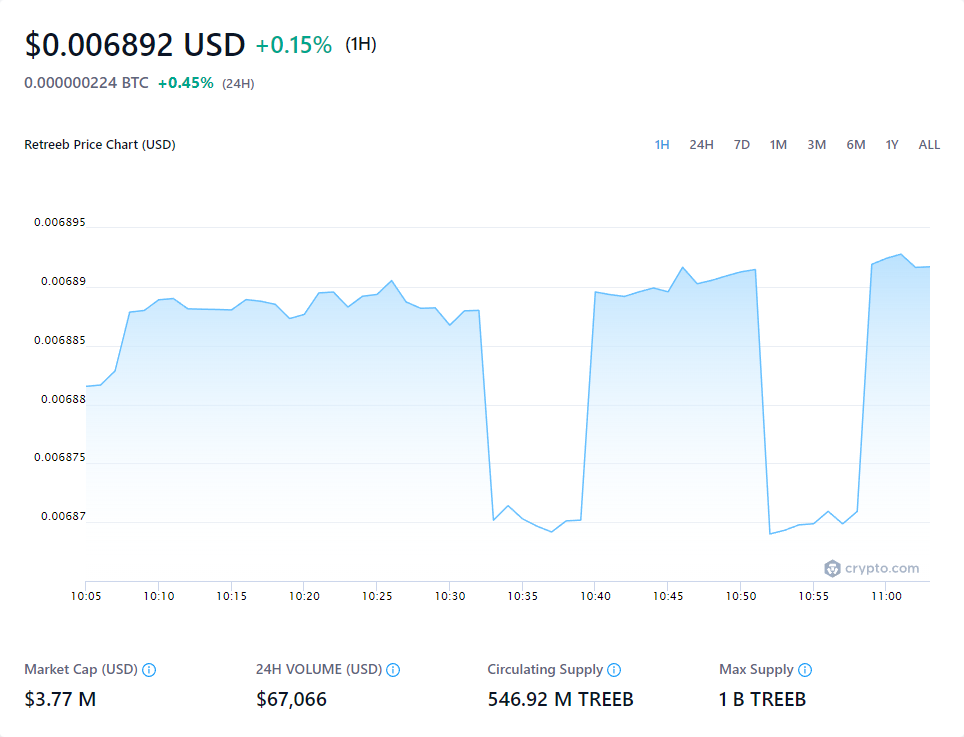 $0.006892 USD +0.15% (1H)
0.000000224 BTC +0.45% (24H)
Retreeb Price Chart (USD) 1H 24H 7D 1M 3M 6M 1Y ALL
0.006895
0.00689
0.006885
0.00688
0.006875
0.00687
crypto.com
10:05 10:10 10:15 10:20 10:25 10:30 10:35 10:40 10:45 10:50 10:55 11:00
Market Cap (USD) 24H VOLUME (USD) Circulating Supply Max Supply
$3.77 M $67,066 546.92 M TREEB 1 B TREEB